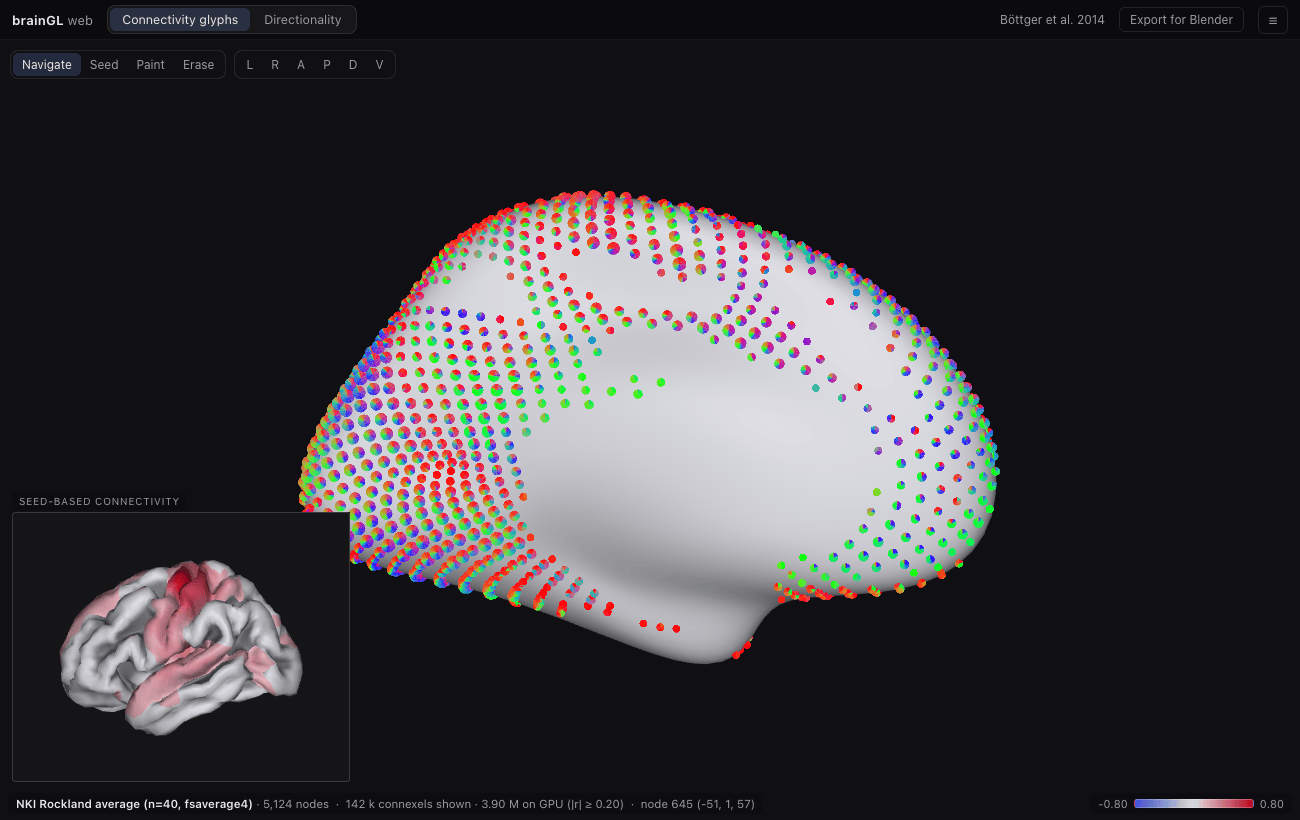 brainGL web Connectivity glyphs Directionality Böttger et al. 2014 Export for Blender ≡
Navigate Seed Paint Erase L R A P D V
SEED-BASED CONNECTIVITY
NKI Rockland average (n=40, fsaverage4) · 5,124 nodes · 142 k connexels shown · 3.90 M on GPU (|r| ≥ 0.20) · node 645 (-51, 1, 57) -0.80 0.80